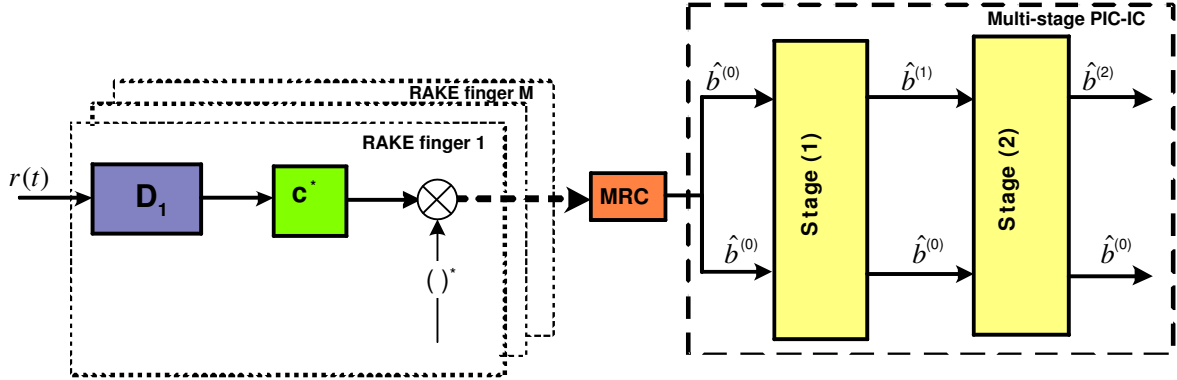 Multi-stage PIC-IC
RAKE finger M
RAKE finger 1
r(t)
D₁
c*
( )*
MRC
b̂⁽⁰⁾
b̂⁽⁰⁾
Stage (1)
b̂⁽¹⁾
b̂⁽⁰⁾
Stage (2)
b̂⁽²⁾
b̂⁽⁰⁾